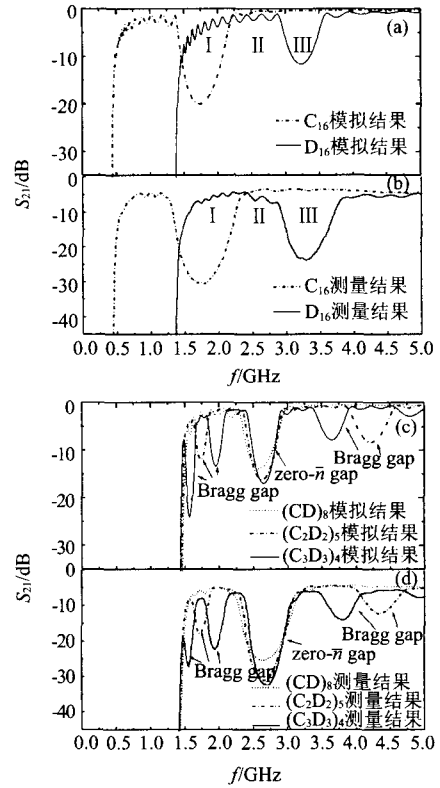 0
(a)
-10
I
II
III
-20
C₁₆模拟结果
-30
D₁₆模拟结果
S₂₁/dB
0
(b)
-10
I
II
III
-20
-30
C₁₆测量结果
-40
D₁₆测量结果
0.0 0.5 1.0 1.5 2.0 2.5 3.0 3.5 4.0 4.5 5.0
f/GHz
0
(c)
-10
Bragg gap
Bragg gap
zero-n̄ gap
-20
(CD)₈模拟结果
(C₂D₂)₅模拟结果
-30
(C₃D₃)₄模拟结果
S₂₁/dB
0
(d)
-10
Bragg gap
Bragg gap
-20
zero-n̄ gap
(CD)₈测量结果
-30
(C₂D₂)₅测量结果
-40
(C₃D₃)₄测量结果
0.0 0.5 1.0 1.5 2.0 2.5 3.0 3.5 4.0 4.5 5.0
f/GHz